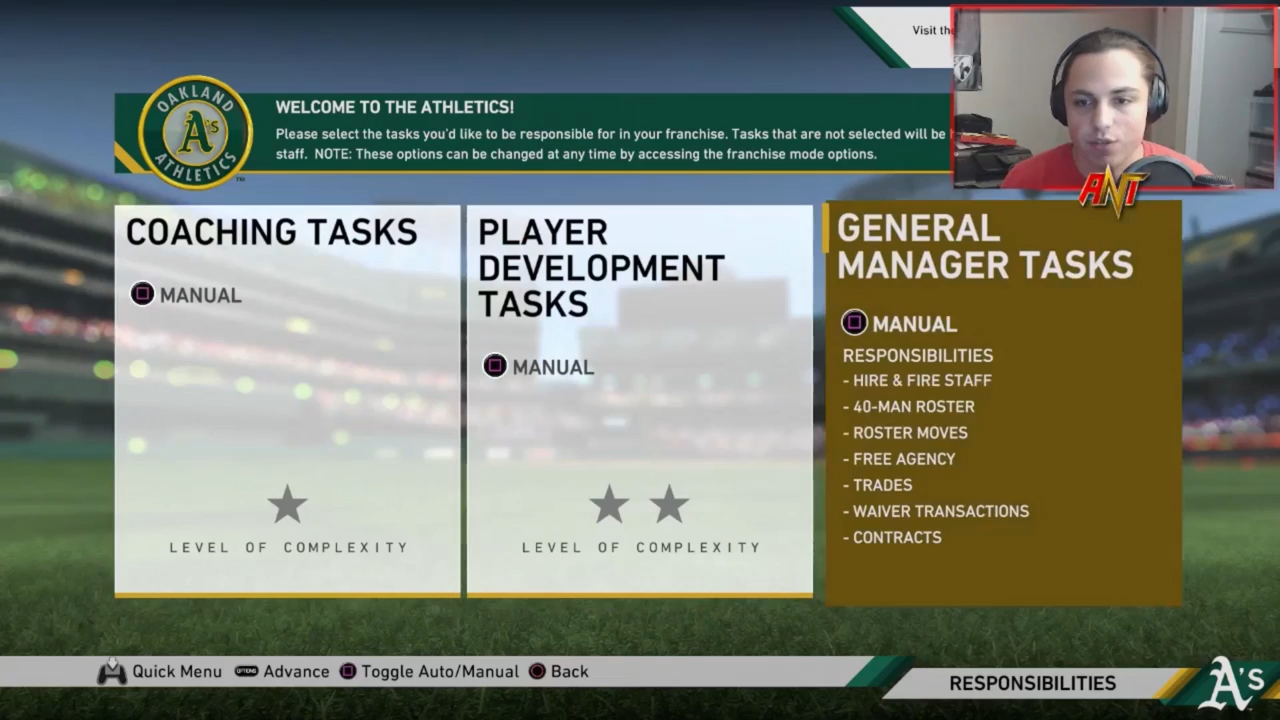 Visit the
OAKLAND
A's
ATHLETICS
TM
WELCOME TO THE ATHLETICS!
Please select the tasks you'd like to be responsible for in your franchise. Tasks that are not selected will be
staff. NOTE: These options can be changed at any time by accessing the franchise mode options.
ANT
COACHING TASKS
MANUAL
LEVEL OF COMPLEXITY
PLAYER
DEVELOPMENT
TASKS
MANUAL
LEVEL OF COMPLEXITY
GENERAL
MANAGER TASKS
MANUAL
RESPONSIBILITIES
- HIRE & FIRE STAFF
- 40-MAN ROSTER
- ROSTER MOVES
- FREE AGENCY
- TRADES
- WAIVER TRANSACTIONS
- CONTRACTS
Quick Menu OPTIONS Advance Toggle Auto/Manual Back
RESPONSIBILITIES
A's